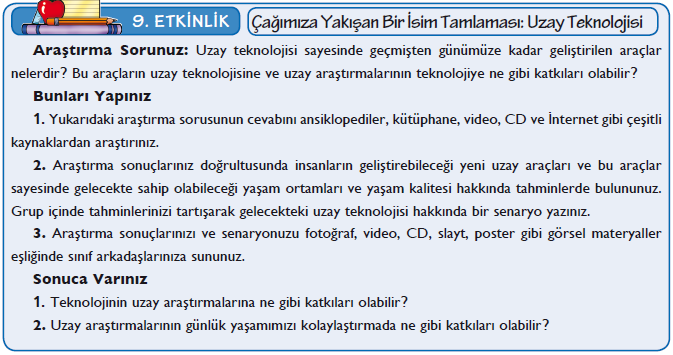 9. ETKİNLİK
Çağımıza Yakışan Bir İsim Tamlaması: Uzay Teknolojisi
Araştırma Sorunuz: Uzay teknolojisi sayesinde geçmişten günümüze kadar geliştirilen araçlar
nelerdir? Bu araçların uzay teknolojisine ve uzay araştırmalarının teknolojiye ne gibi katkıları olabilir?
Bunları Yapınız
1. Yukarıdaki araştırma sorusunun cevabını ansiklopediler, kütüphane, video, CD ve İnternet gibi çeşitli
kaynaklardan araştırınız.
2. Araştırma sonuçlarınız doğrultusunda insanların geliştirebileceği yeni uzay araçları ve bu araçlar
sayesinde gelecekte sahip olabileceği yaşam ortamları ve yaşam kalitesi hakkında tahminlerde bulununuz.
Grup içinde tahminlerinizi tartışarak gelecekteki uzay teknolojisi hakkında bir senaryo yazınız.
3. Araştırma sonuçlarınızı ve senaryonuzu fotoğraf, video, CD, slayt, poster gibi görsel materyaller
eşliğinde sınıf arkadaşlarınıza sununuz.
Sonuca Varınız
1. Teknolojinin uzay araştırmalarına ne gibi katkıları olabilir?
2. Uzay araştırmalarının günlük yaşamımızı kolaylaştırmada ne gibi katkıları olabilir?